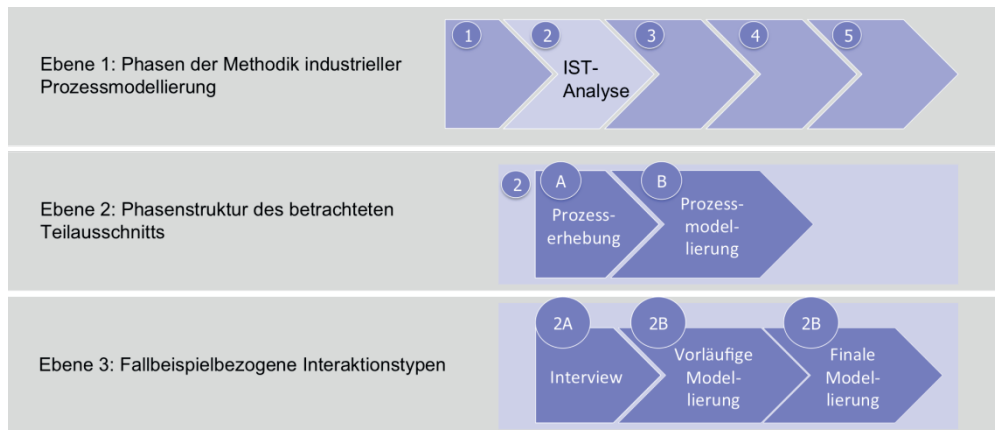 Ebene 1: Phasen der Methodik industrieller
Prozessmodellierung
1
2
3
4
5
IST-
Analyse
Ebene 2: Phasenstruktur des betrachteten
Teilausschnitts
2
A
B
Prozess-
erhebung
Prozess-
model-
lierung
Ebene 3: Fallbeispielbezogene Interaktionstypen
2A
2B
2B
Interview
Vorläufige
Model-
lierung
Finale
Model-
lierung